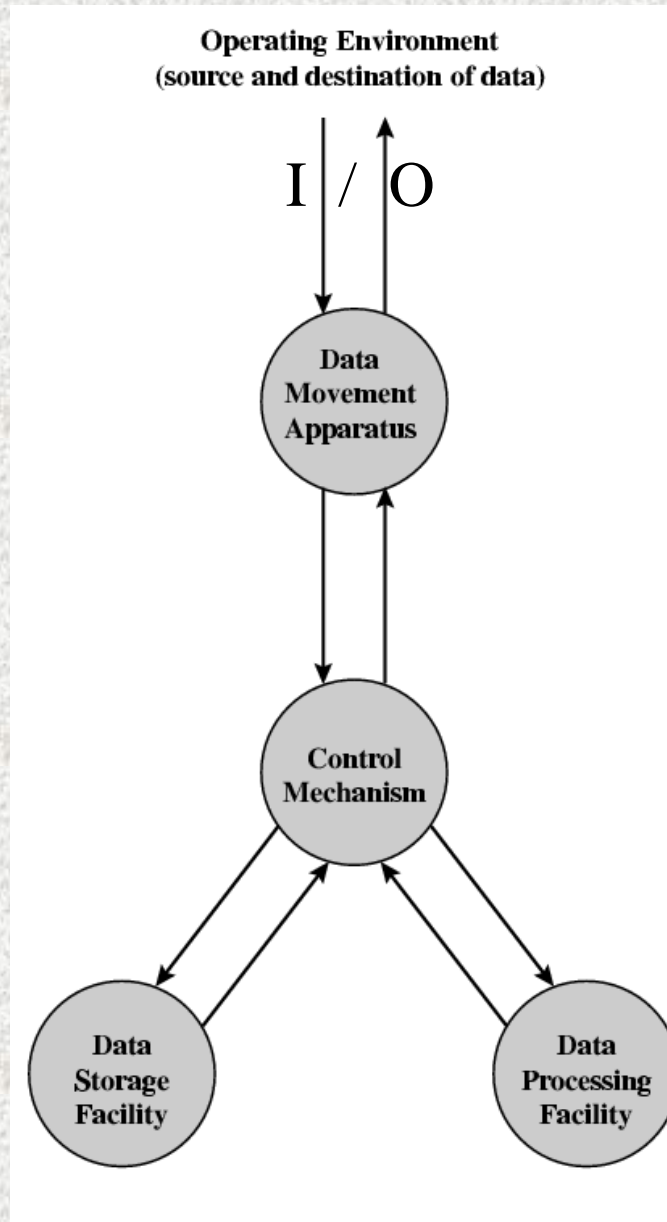 Operating Environment
(source and destination of data)
I / O
Data
Movement
Apparatus
Control
Mechanism
Data
Storage
Facility
Data
Processing
Facility